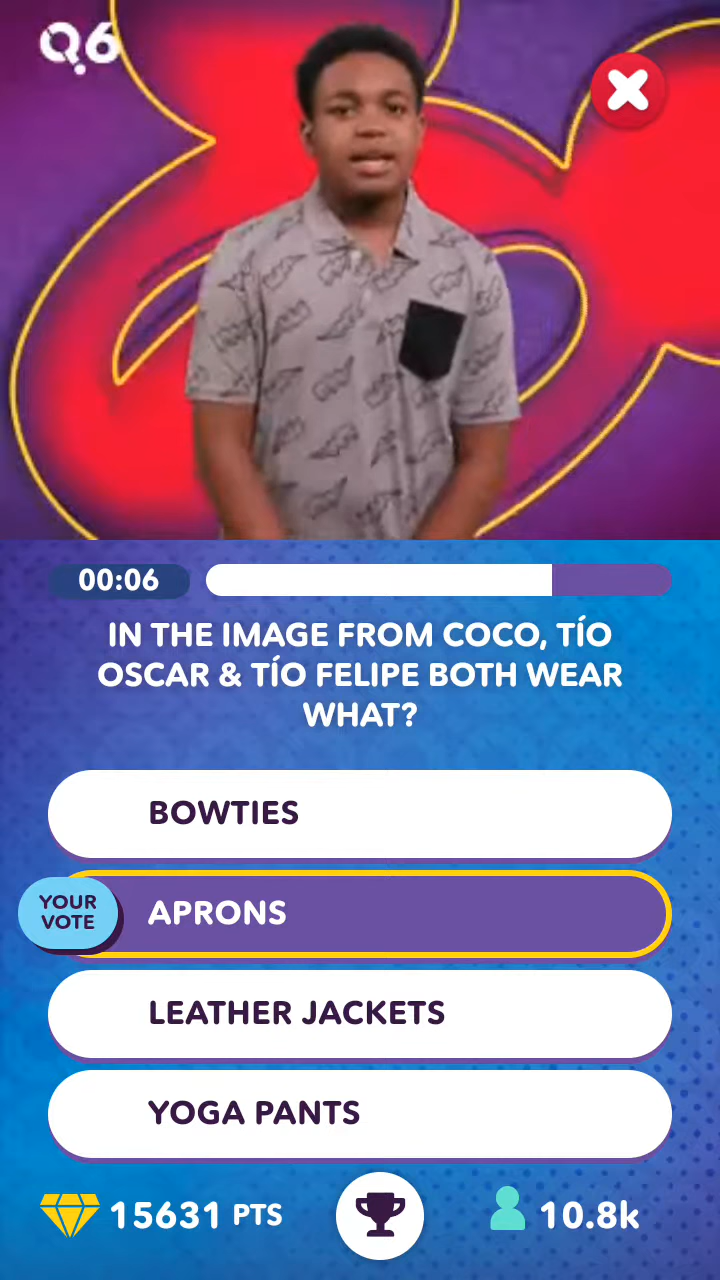 Q6
00:06
IN THE IMAGE FROM COCO, TÍO
OSCAR & TÍO FELIPE BOTH WEAR
WHAT?
BOWTIES
YOUR
VOTE
APRONS
LEATHER JACKETS
YOGA PANTS
15631 PTS
10.8k